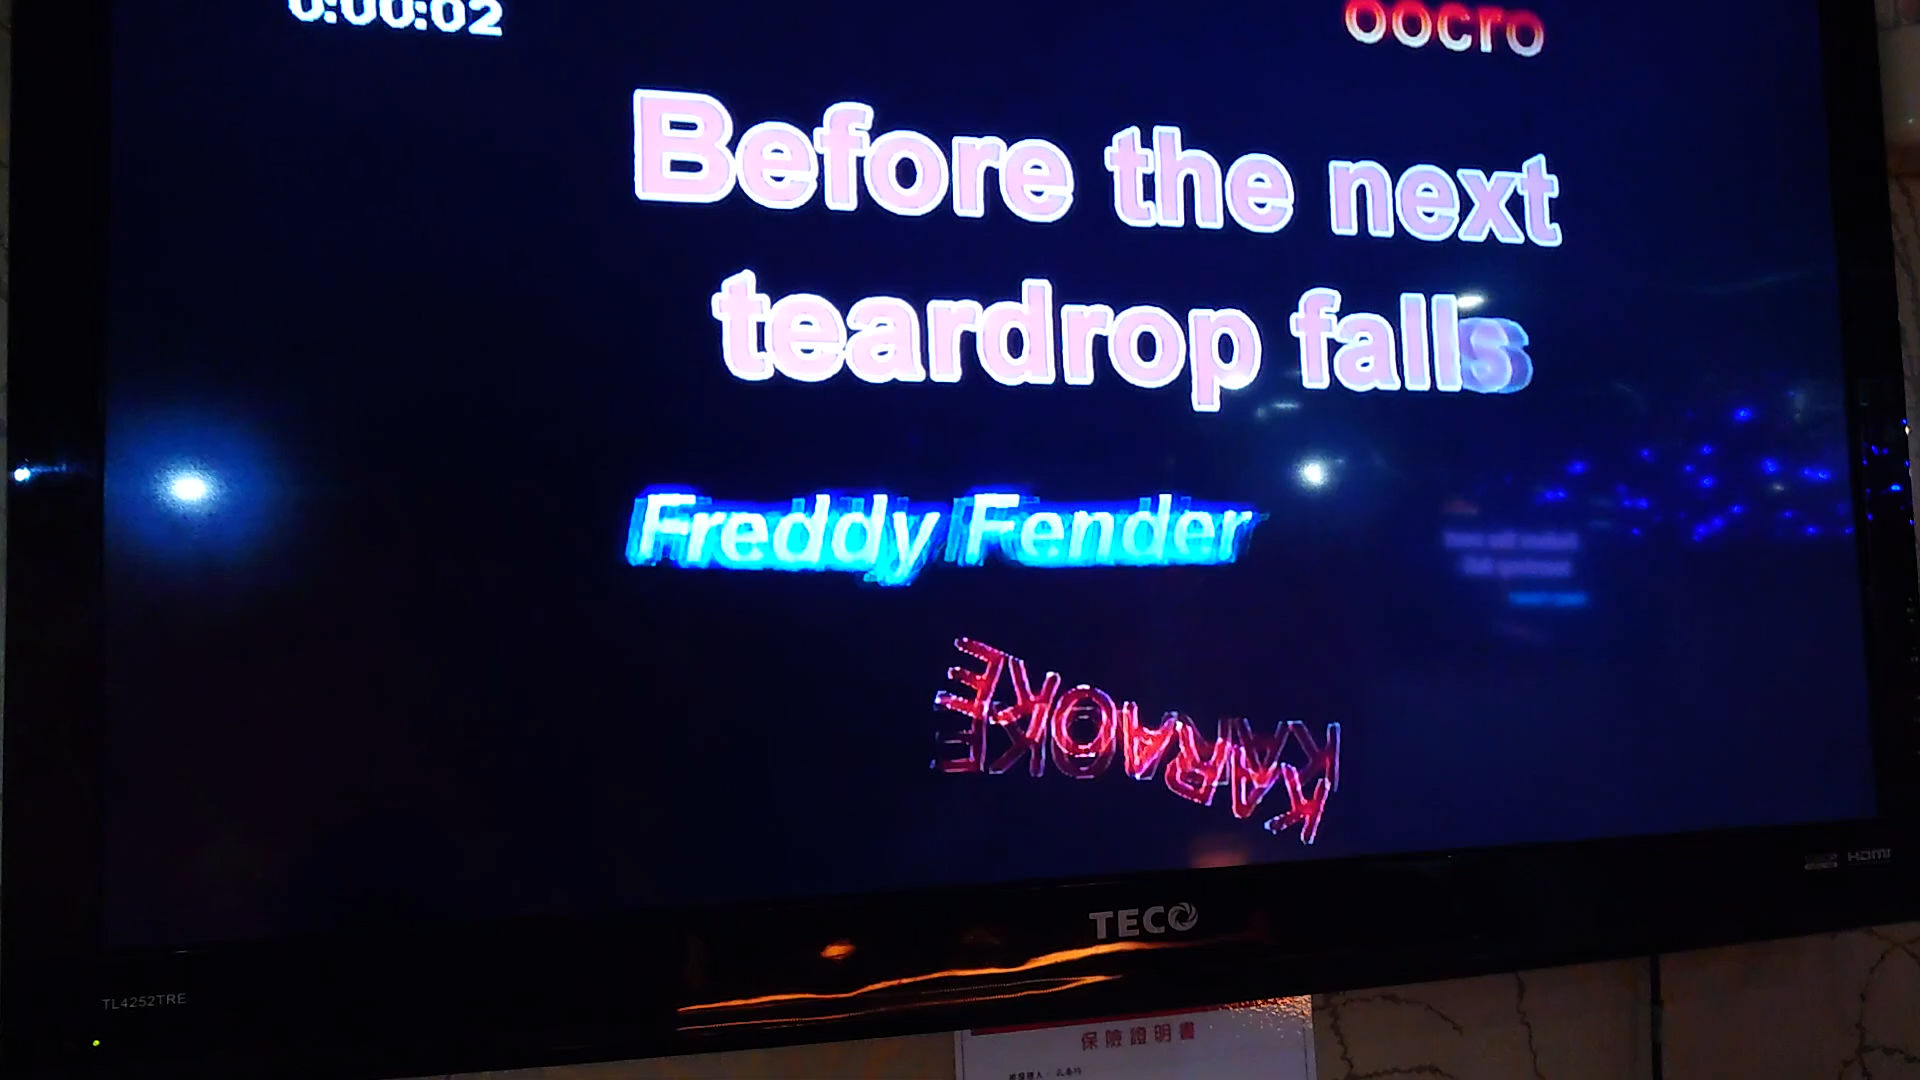 0:00:02
oocro
Before the next
teardrop falls
Freddy Fender
KARAOKE
HDMI
TECO
TL4252TRE
保險證明書